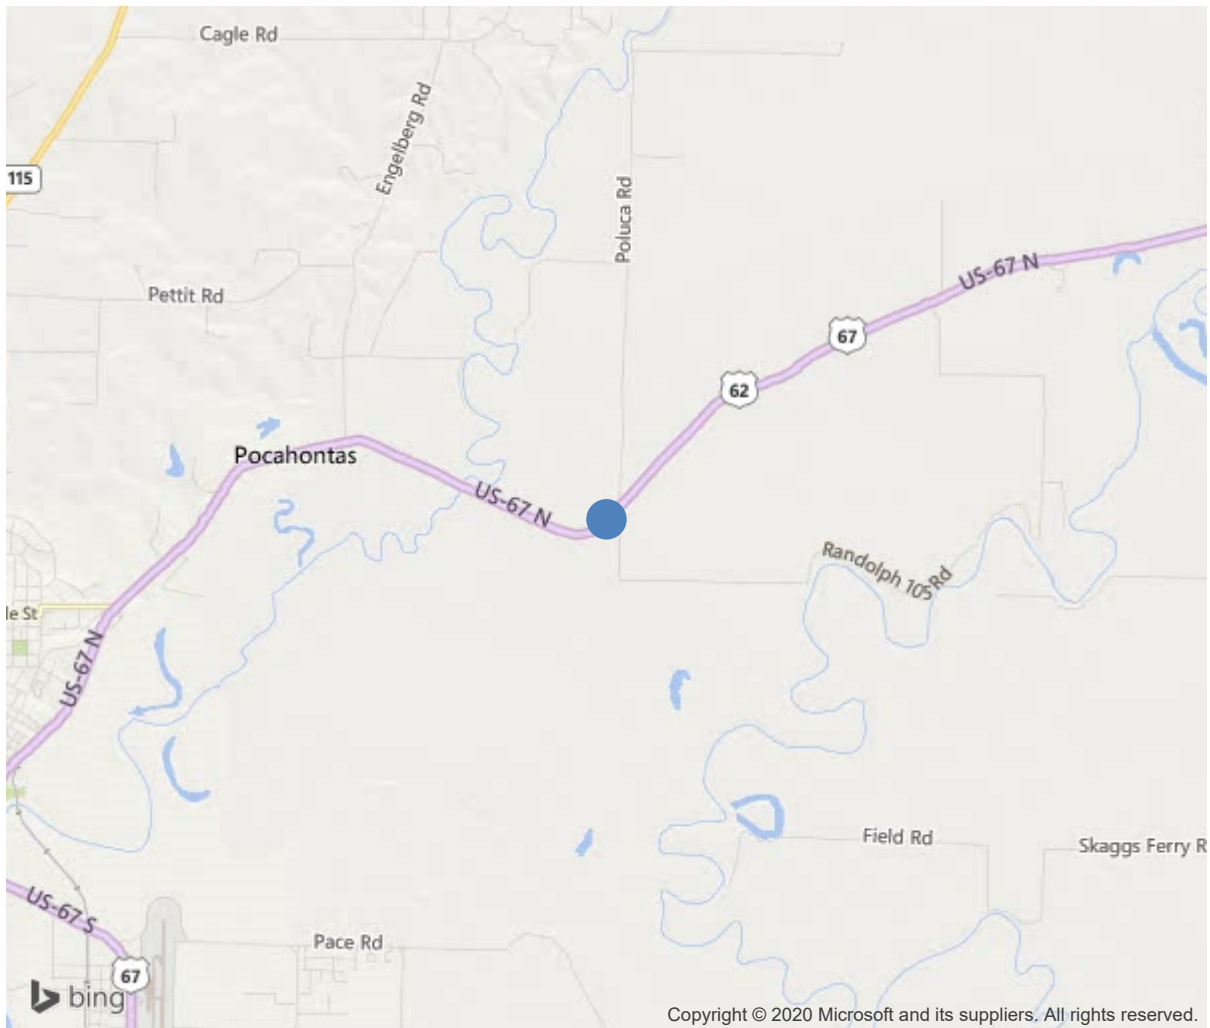 Cagle Rd
Engelberg Rd
115
Poluca Rd
US-67 N
Pettit Rd
67
62
Pocahontas
US-67 N
Randolph 105 Rd
le St
US-67 N
Field Rd
Skaggs Ferry R
US-67 S
Pace Rd
67
bing
Copyright © 2020 Microsoft and its suppliers. All rights reserved.